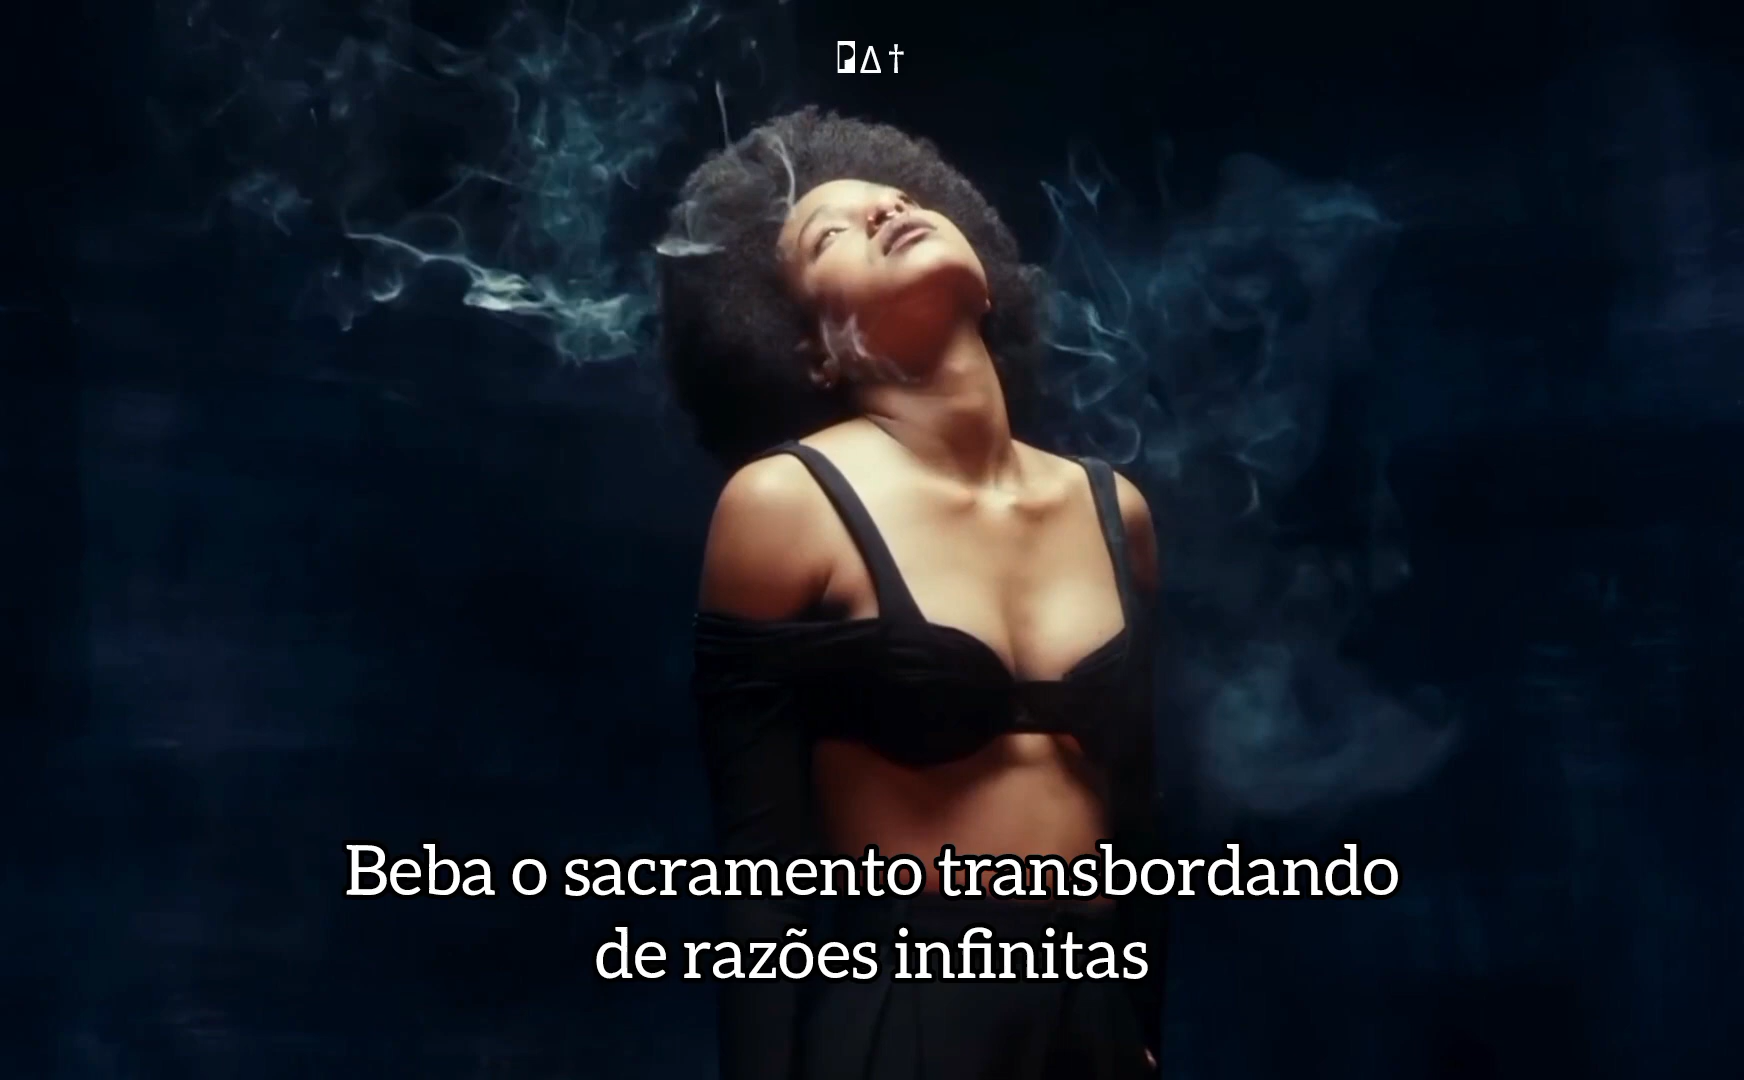 🅿∆†
Beba o sacramento transbordando
de razões infinitas